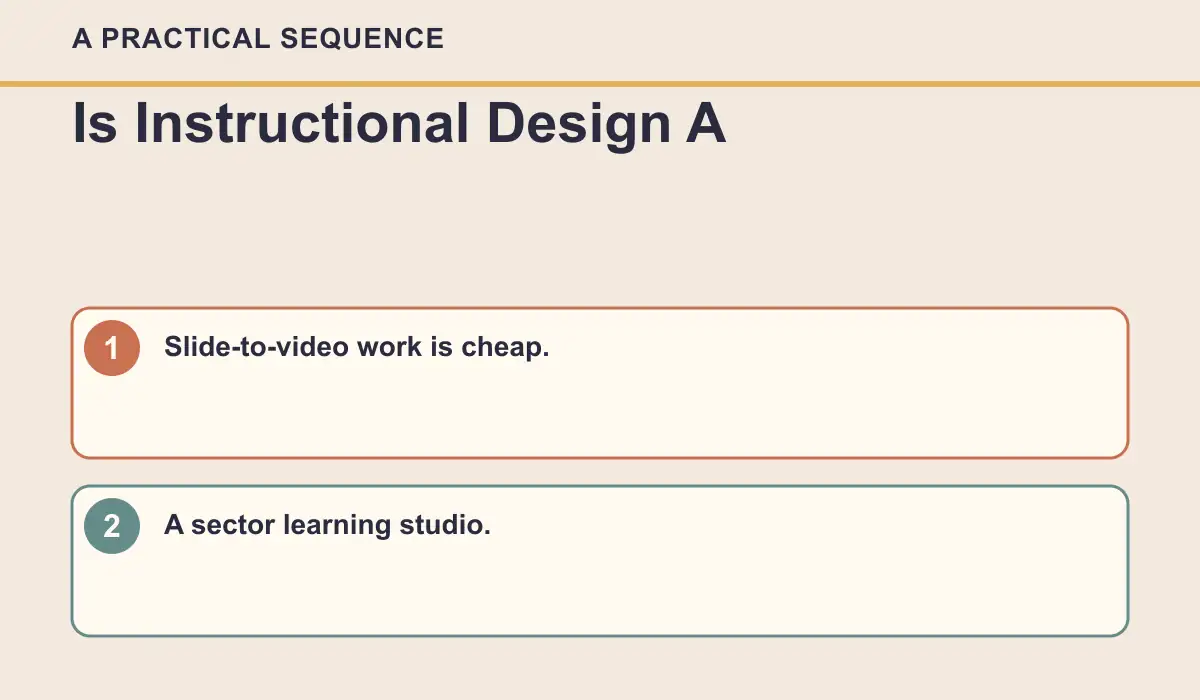 A PRACTICAL SEQUENCE
Is Instructional Design A
1
Slide-to-video work is cheap.
2
A sector learning studio.